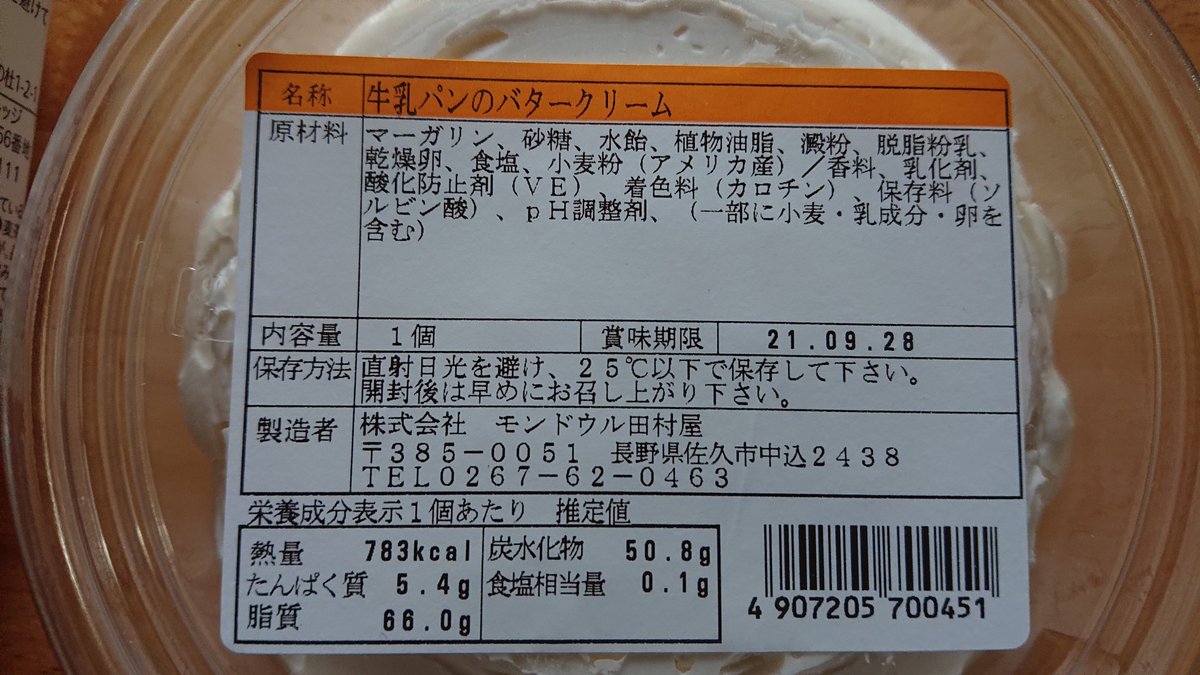 名称 牛乳パンのバタークリーム
原材料 マーガリン、砂糖、水飴、植物油脂、澱粉、脱脂粉乳、
乾燥卵、食塩、小麦粉（アメリカ産）／香料、乳化剤、
酸化防止剤（ＶＥ）、着色料（カロチン）、保存料（ソ
ルビン酸）、ｐＨ調整剤、（一部に小麦・乳成分・卵を
含む）
内容量 １個 賞味期限 21.09.28
保存方法 直射日光を避け、２５℃以下で保存して下さい。
開封後は早めにお召し上がり下さい。
製造者 株式会社 モンドウル田村屋
〒３８５－００５１ 長野県佐久市中込２４３８
ＴＥＬ０２６７－６２－０４６３
栄養成分表示１個あたり 推定値
熱量 783kcal 炭水化物 50.8g
たんぱく質 5.4g 食塩相当量 0.1g
脂質 66.0g
4 907205 700451